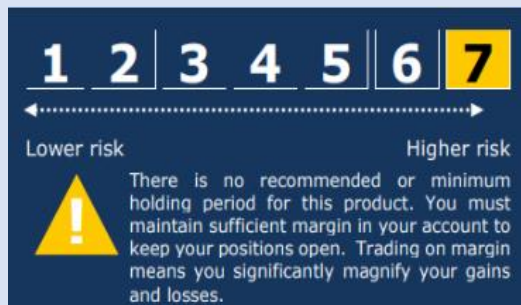 1 2 3 4 5 6 7
Lower risk Higher risk
!
There is no recommended or minimum
holding period for this product. You must
maintain sufficient margin in your account to
keep your positions open. Trading on margin
means you significantly magnify your gains
and losses.